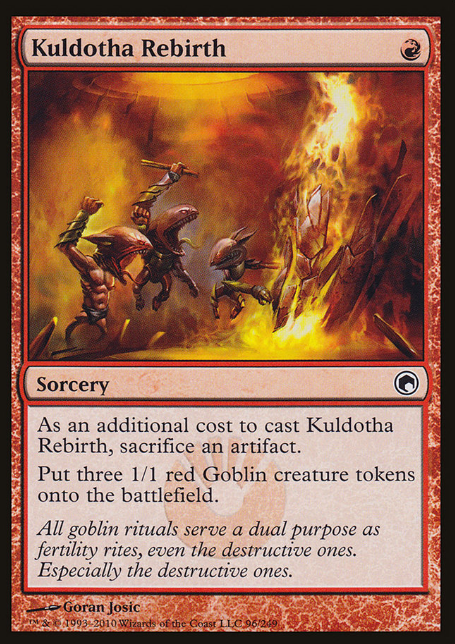 Kuldotha Rebirth
Sorcery
As an additional cost to cast Kuldotha
Rebirth, sacrifice an artifact.
Put three 1/1 red Goblin creature tokens
onto the battlefield.
All goblin rituals serve a dual purpose as
fertility rites, even the destructive ones.
Especially the destructive ones.
Goran Josic
™ & © 1993–2010 Wizards of the Coast LLC 96/249